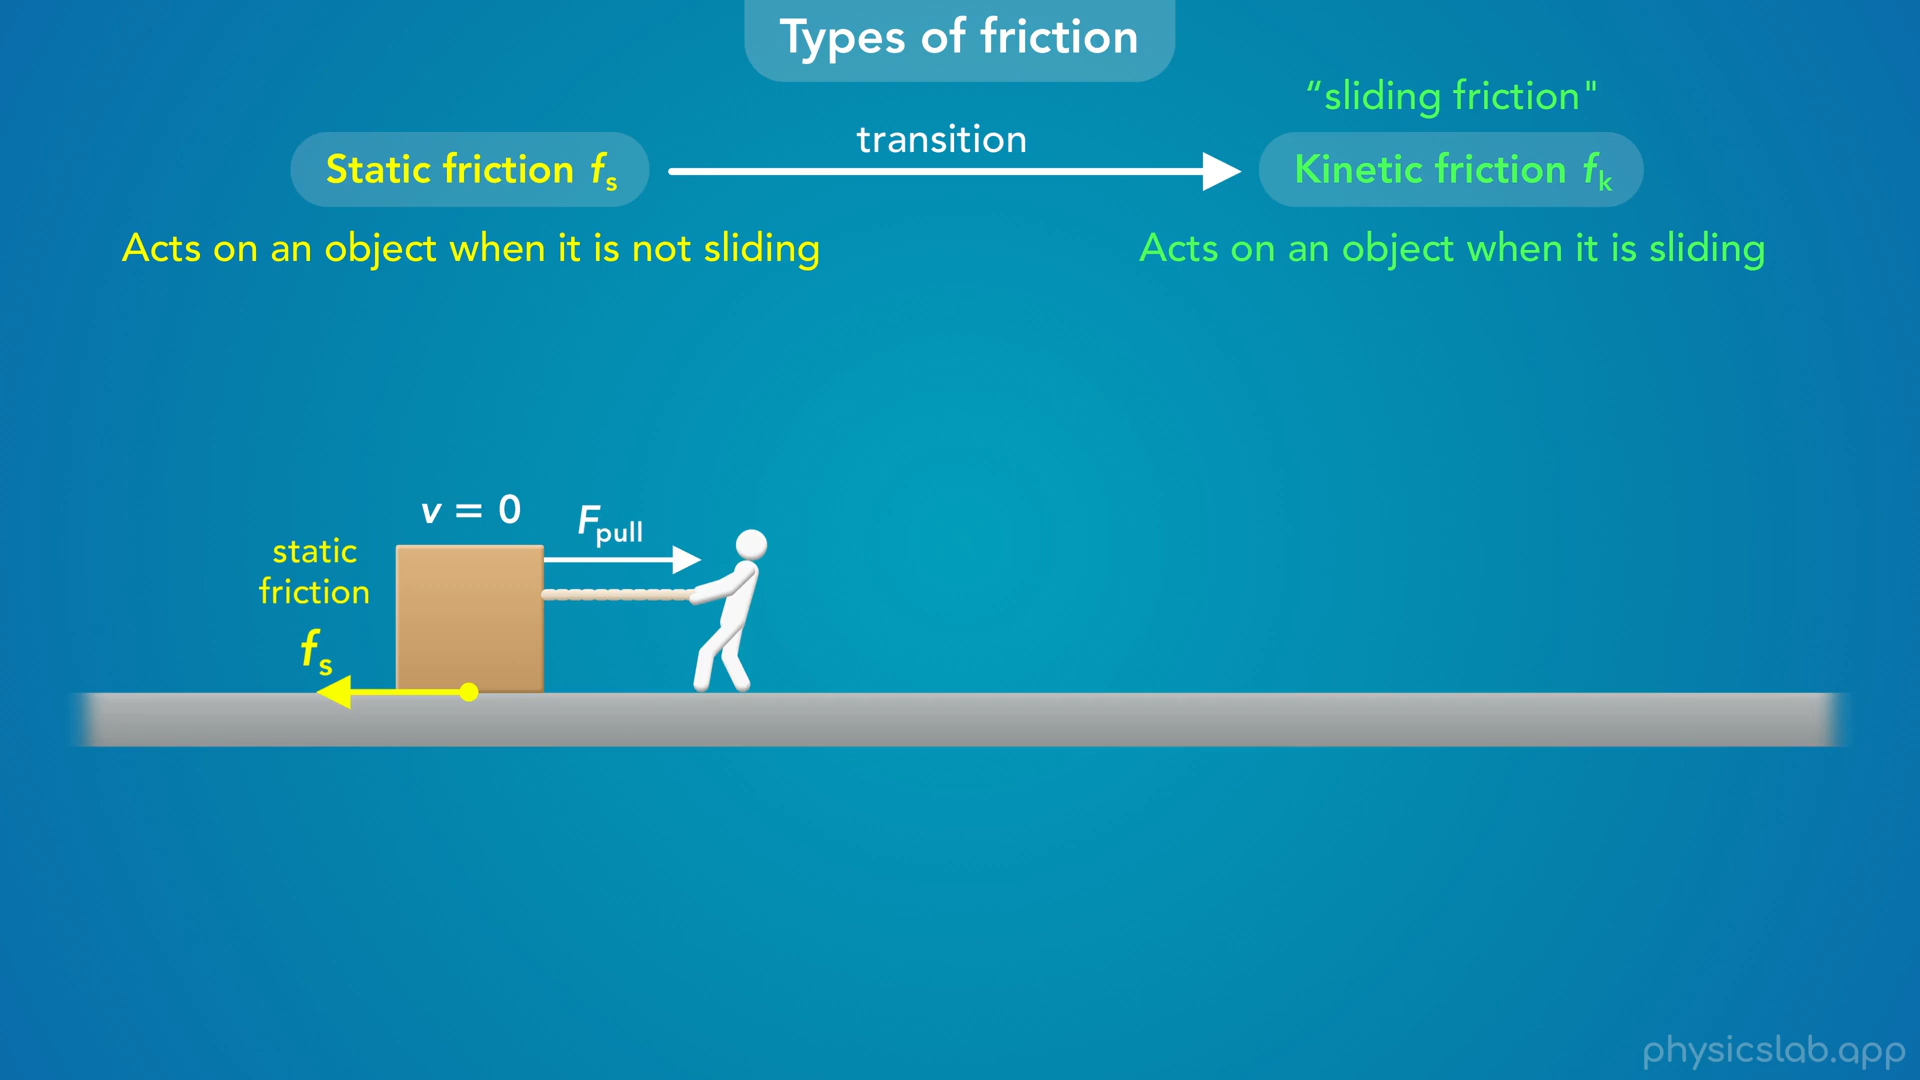 Types of friction
“sliding friction"
Static friction fs
transition
Kinetic friction fk
Acts on an object when it is not sliding
Acts on an object when it is sliding
v = 0
Fpull
static
friction
fs
physicslab.app